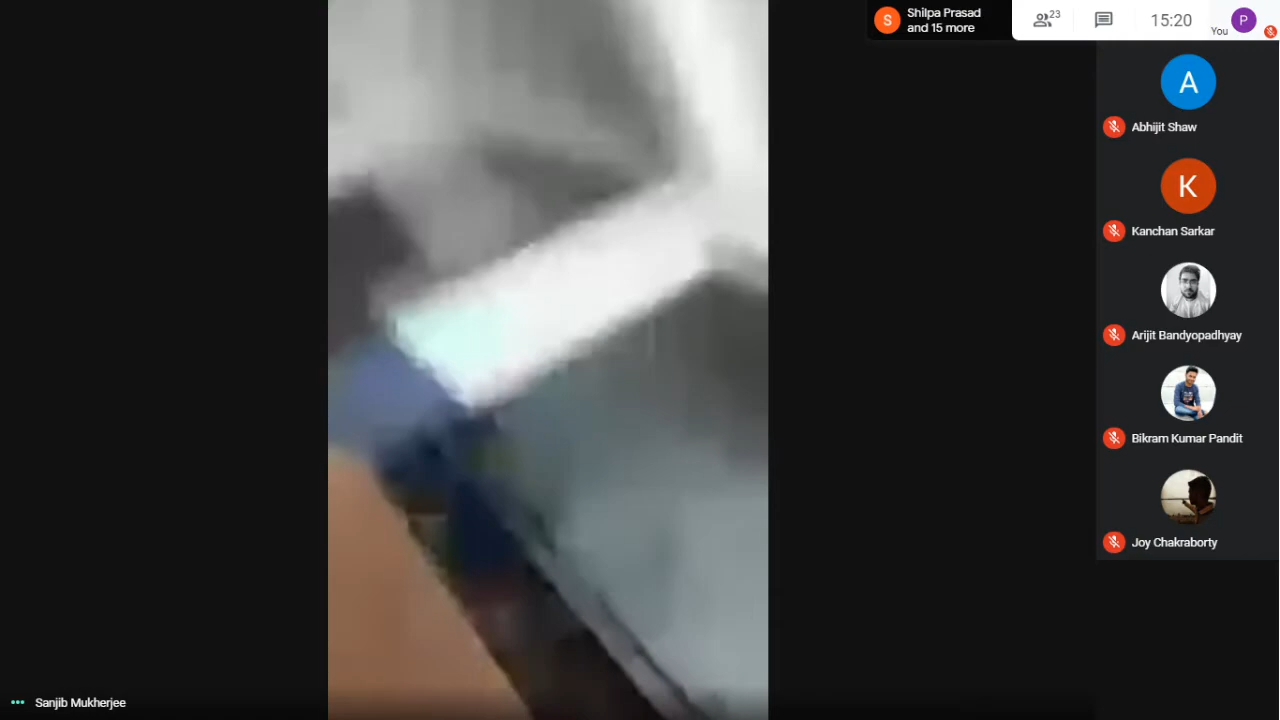 S
Shilpa Prasad
and 15 more
23
15:20
You
P
A
Abhijit Shaw
K
Kanchan Sarkar
Arijit Bandyopadhyay
Bikram Kumar Pandit
Joy Chakraborty
Sanjib Mukherjee